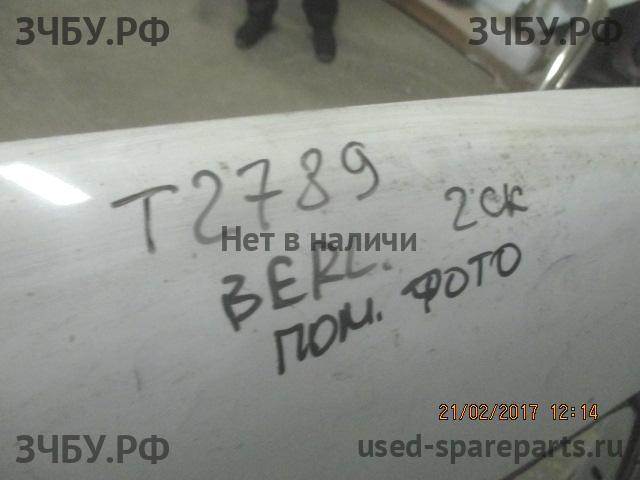 ЗЧБУ.РФ ЗЧБУ.РФ
T2789
2 СК
Нет в наличи
BERL.
ПОМ. ФОТО
21/02/2017 12:14
ЗЧБУ.РФ used-spareparts.ru